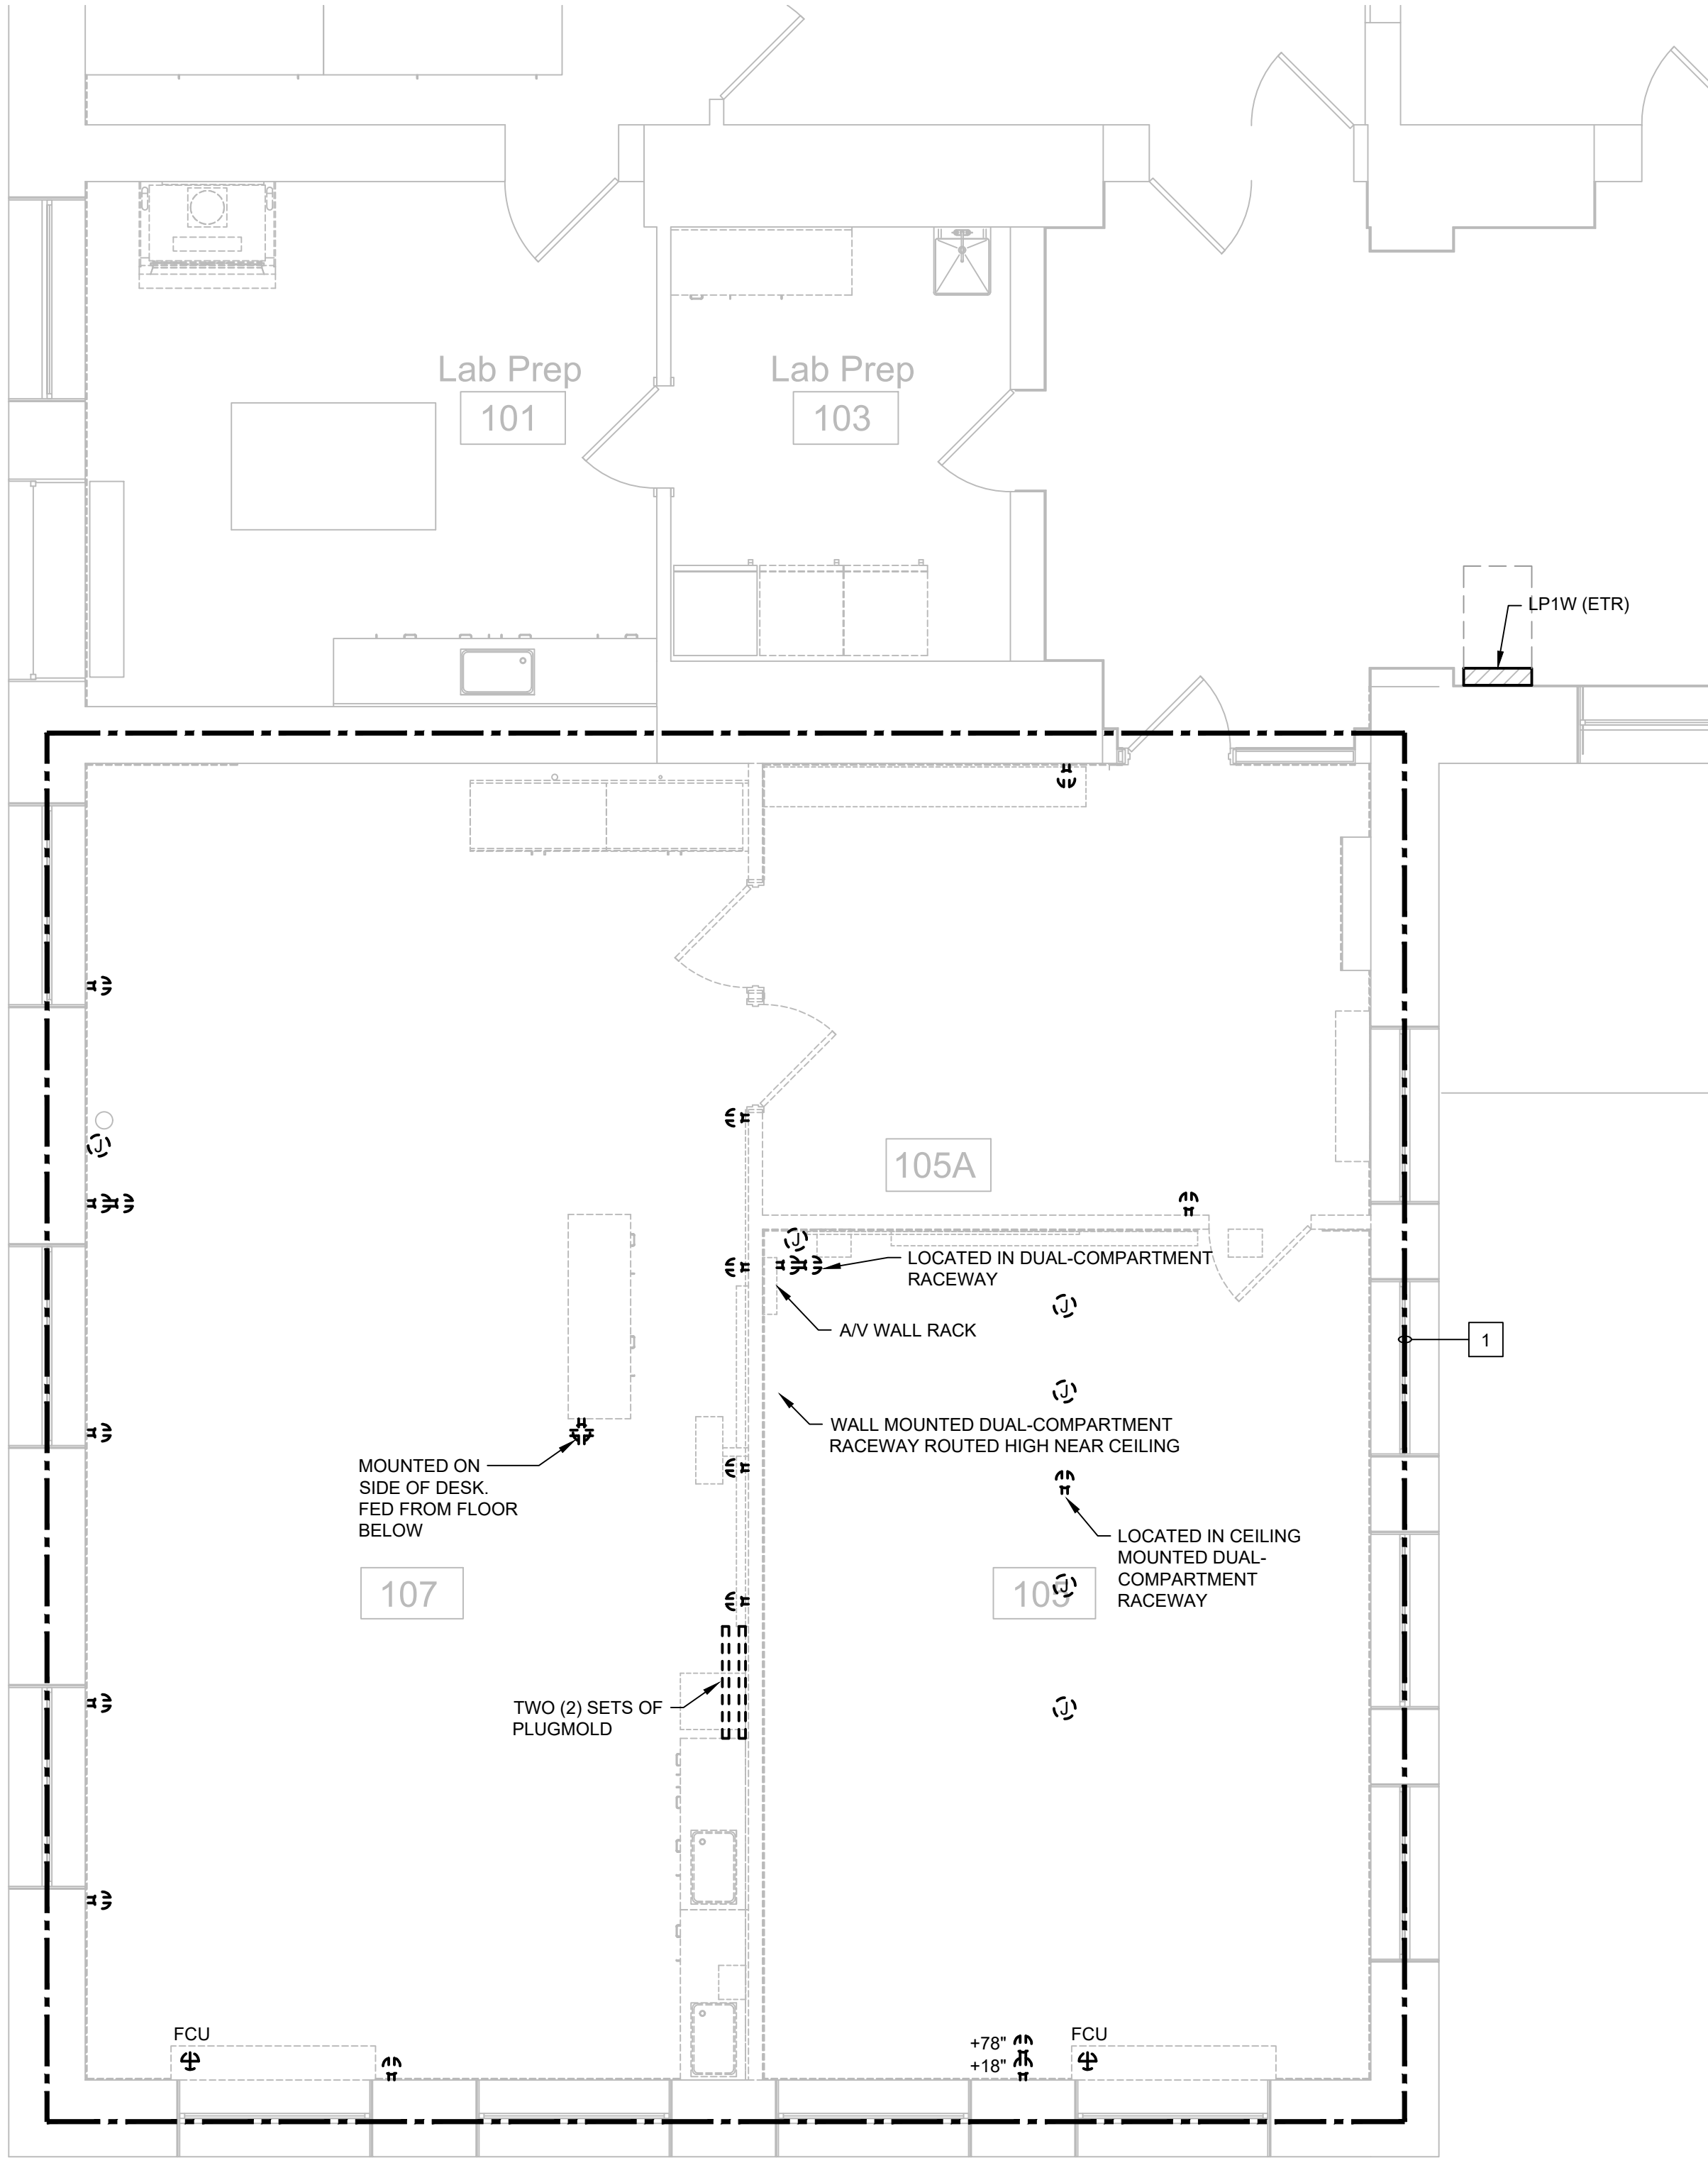 Lab Prep
101
Lab Prep
103
LP1W (ETR)
105A
J
J
LOCATED IN DUAL-COMPARTMENT
RACEWAY
J
A/V WALL RACK
1
J
WALL MOUNTED DUAL-COMPARTMENT
RACEWAY ROUTED HIGH NEAR CEILING
MOUNTED ON
SIDE OF DESK.
FED FROM FLOOR
BELOW
LOCATED IN CEILING
MOUNTED DUAL-
COMPARTMENT
RACEWAY
107
105
J
TWO (2) SETS OF
PLUGMOLD
J
FCU
+78"
+18"
FCU